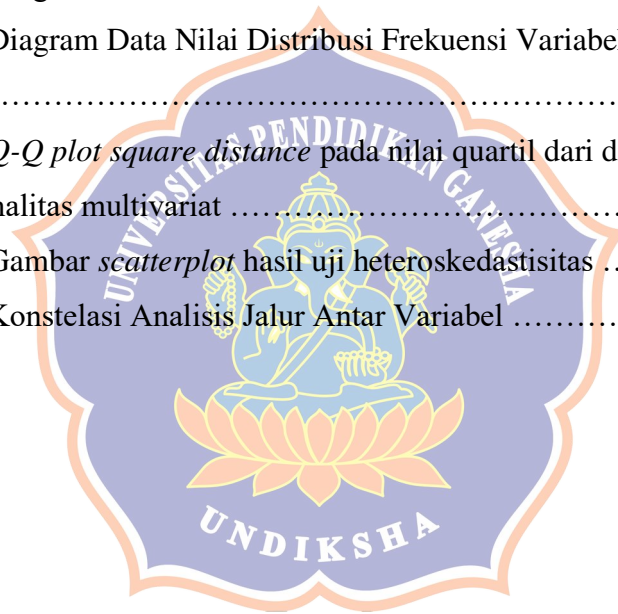 Diagram Data Nilai Distribusi Frekuensi Variabel
……………………………………………………
Q-Q plot square distance pada nilai quartil dari d
nalitas multivariat ……………………………
Gambar scatterplot hasil uji heteroskedastisitas …
Konstelasi Analisis Jalur Antar Variabel ………
UNIVERSITAS PENDIDIKAN GANESHA
UNDIKSHA